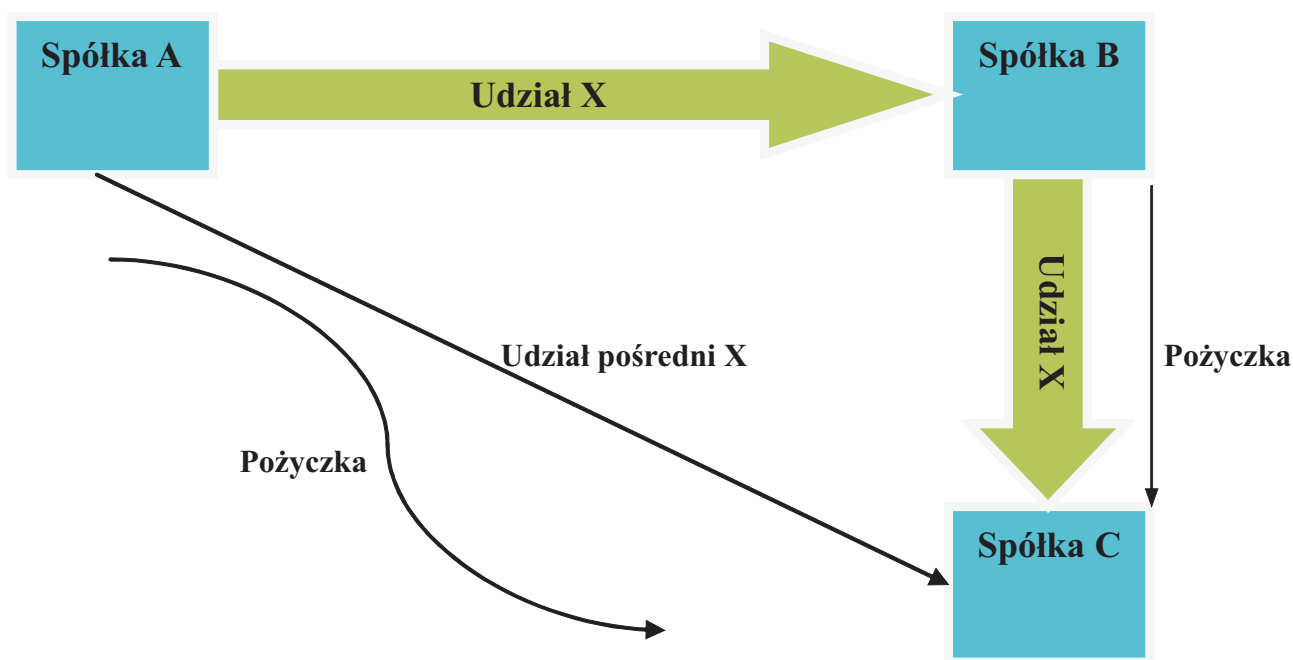 Spółka A
Udział X
Spółka B
Udział X
Udział pośredni X
Pożyczka
Pożyczka
Spółka C